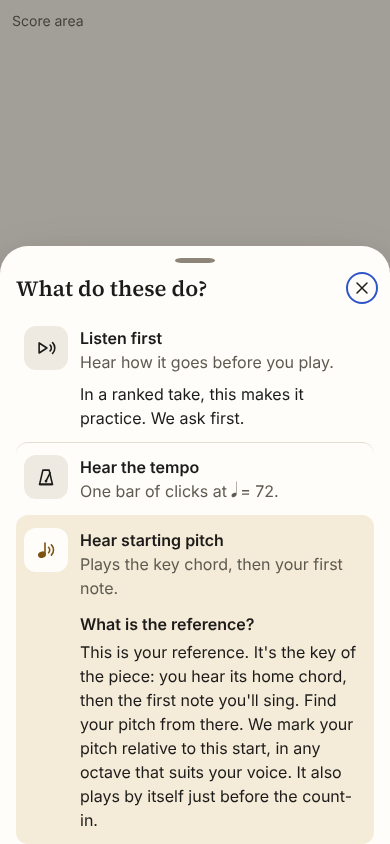 Score area
What do these do?
Listen first
Hear how it goes before you play.
In a ranked take, this makes it
practice. We ask first.
Hear the tempo
One bar of clicks at ♩ = 72.
Hear starting pitch
Plays the key chord, then your first
note.
What is the reference?
This is your reference. It's the key of
the piece: you hear its home chord,
then the first note you'll sing. Find
your pitch from there. We mark your
pitch relative to this start, in any
octave that suits your voice. It also
plays by itself just before the count-
in.